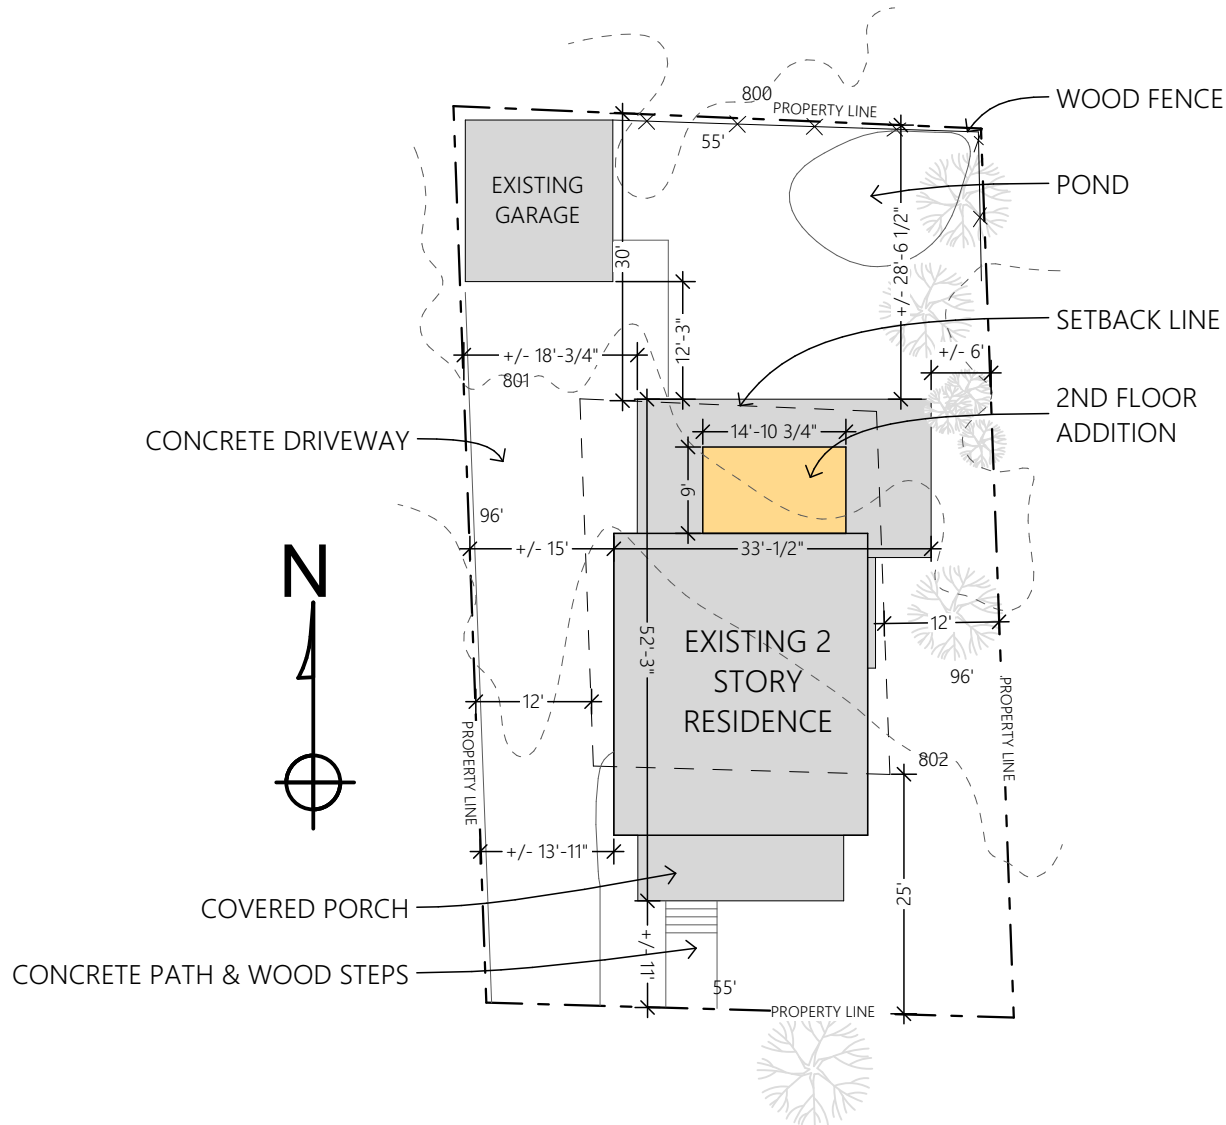 800
PROPERTY LINE
WOOD FENCE
55'
EXISTING
GARAGE
POND
30'
+/- 28'-6 1/2"
SETBACK LINE
12'-3"
+/- 18'-3/4"
+/- 6'
801
2ND FLOOR
ADDITION
14'-10 3/4"
CONCRETE DRIVEWAY
9'
96'
+/- 15'
33'-1/2"
N
12'
52'-3"
EXISTING 2
STORY
RESIDENCE
96'
12'
PROPERTY LINE
PROPERTY LINE
802
+/- 13'-11"
25'
COVERED PORCH
+/-11'
CONCRETE PATH & WOOD STEPS
55'
PROPERTY LINE